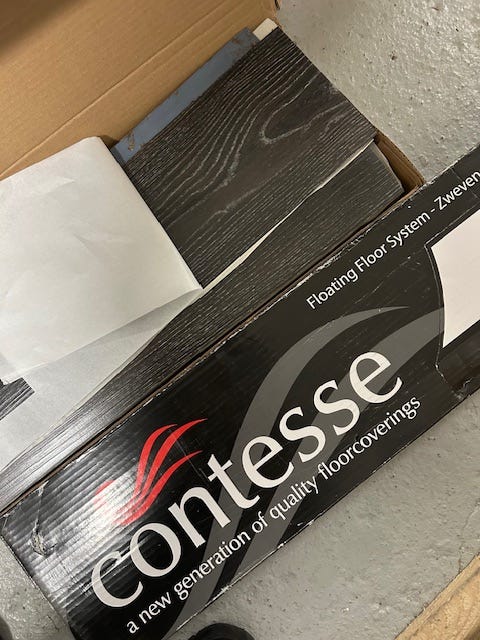 Floating Floor System - Zweven
contesse
a new generation of quality floorcoverings